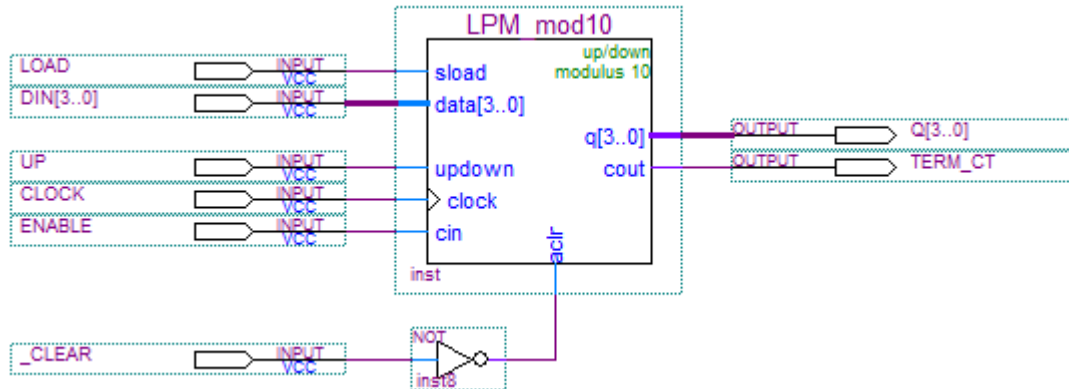 LPM_mod10
up/down
modulus 10
LOAD INPUT VCC sload
DIN[3..0] INPUT VCC data[3..0]
q[3..0] OUTPUT Q[3..0]
UP INPUT VCC updown cout OUTPUT TERM_CT
CLOCK INPUT VCC clock
ENABLE INPUT VCC cin
aclr
inst
_CLEAR INPUT VCC NOT
inst8